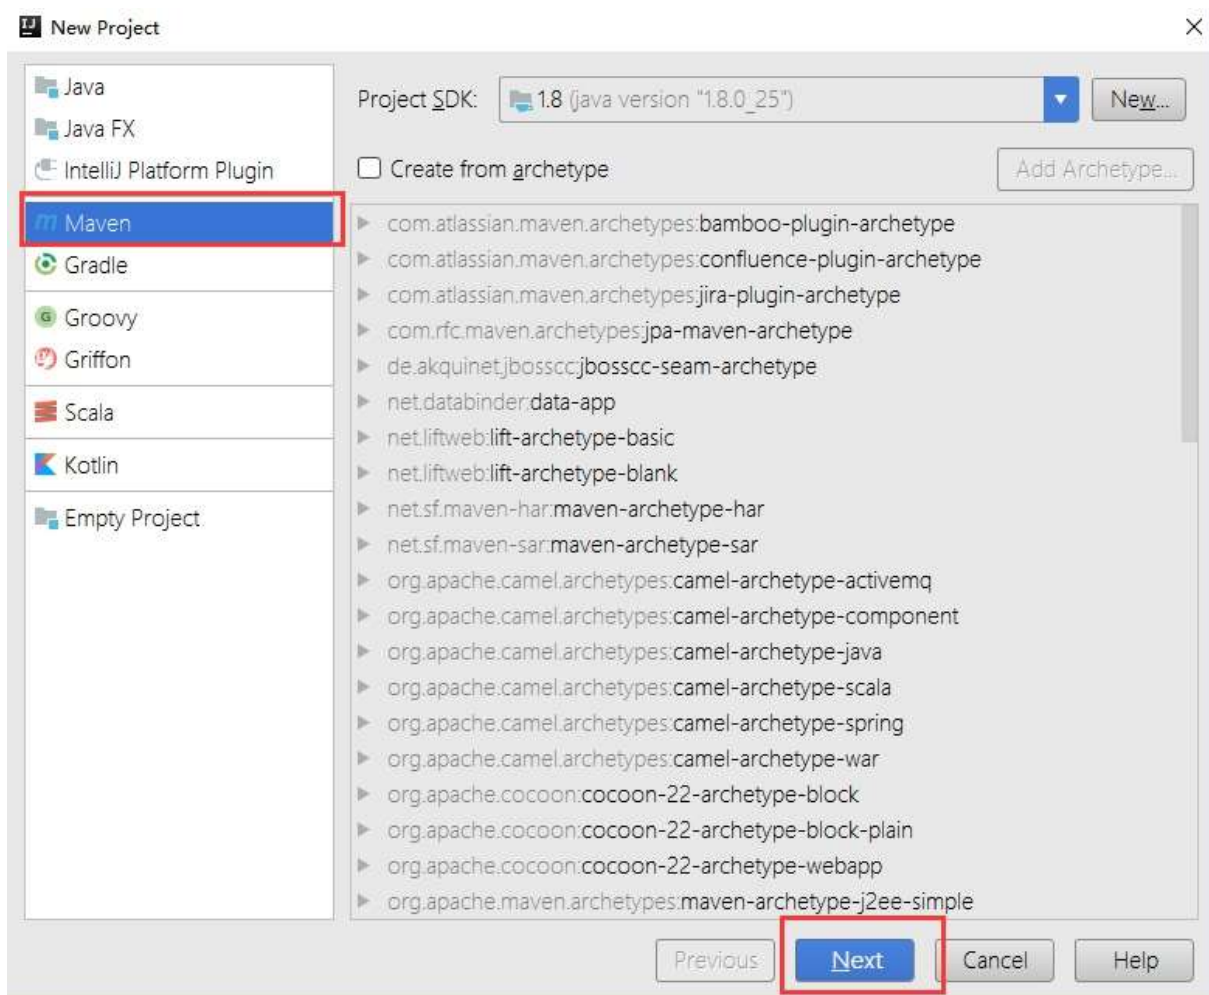 New Project
Java
Java FX
IntelliJ Platform Plugin
Maven
Gradle
Groovy
Griffon
Scala
Kotlin
Empty Project
Project SDK: 1.8 (java version "1.8.0_25") New...
Create from archetype Add Archetype...
com.atlassian.maven.archetypes:bamboo-plugin-archetype
com.atlassian.maven.archetypes:confluence-plugin-archetype
com.atlassian.maven.archetypes:jira-plugin-archetype
com.rfc.maven.archetypes:jpa-maven-archetype
de.akquinet.jbosscc:jbosscc-seam-archetype
net.databinder:data-app
net.liftweb:lift-archetype-basic
net.liftweb:lift-archetype-blank
net.sf.maven-har:maven-archetype-har
net.sf.maven-sar:maven-archetype-sar
org.apache.camel.archetypes:camel-archetype-activemq
org.apache.camel.archetypes:camel-archetype-component
org.apache.camel.archetypes:camel-archetype-java
org.apache.camel.archetypes:camel-archetype-scala
org.apache.camel.archetypes:camel-archetype-spring
org.apache.camel.archetypes:camel-archetype-war
org.apache.cocoon:cocoon-22-archetype-block
org.apache.cocoon:cocoon-22-archetype-block-plain
org.apache.cocoon:cocoon-22-archetype-webapp
org.apache.maven.archetypes:maven-archetype-j2ee-simple
Previous Next Cancel Help